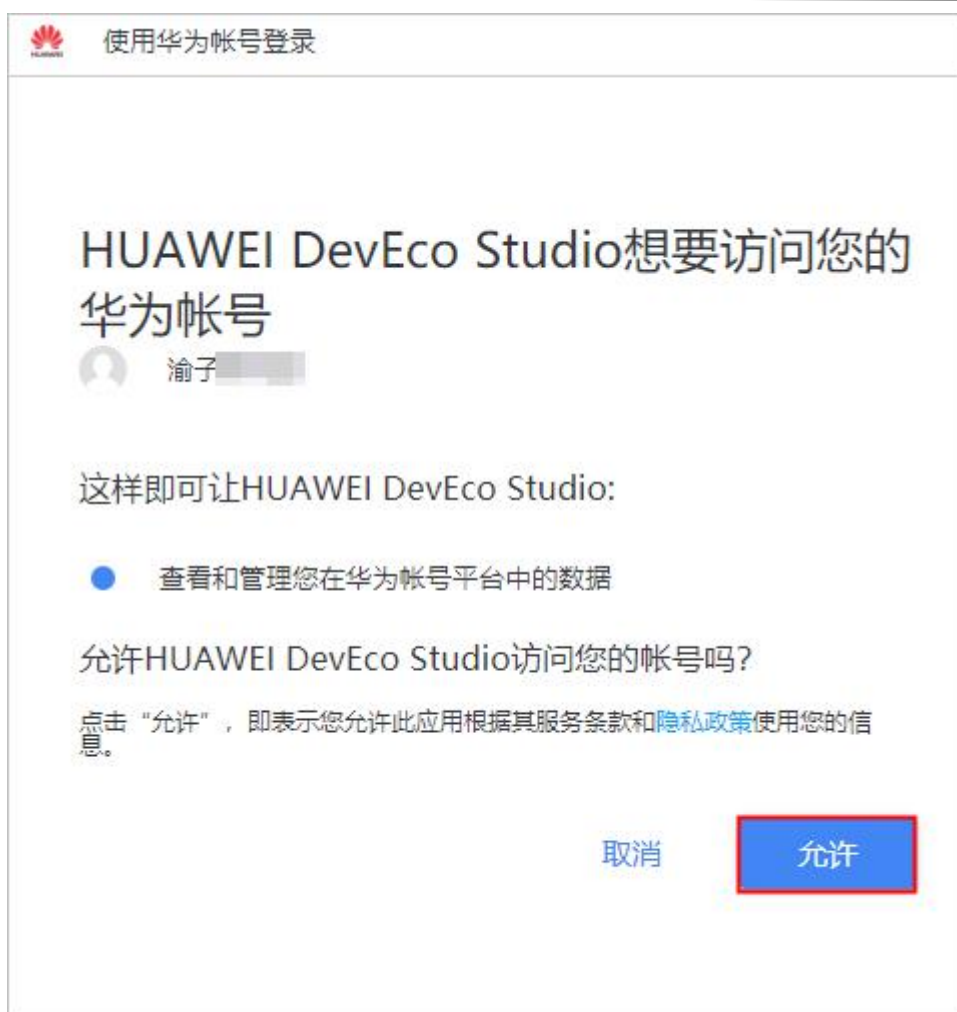 HUAWEI
使用华为帐号登录
HUAWEI DevEco Studio想要访问您的
华为帐号
渝子
这样即可让HUAWEI DevEco Studio:
查看和管理您在华为帐号平台中的数据
允许HUAWEI DevEco Studio访问您的帐号吗?
点击“允许”，即表示您允许此应用根据其服务条款和隐私政策使用您的信
息。
取消
允许